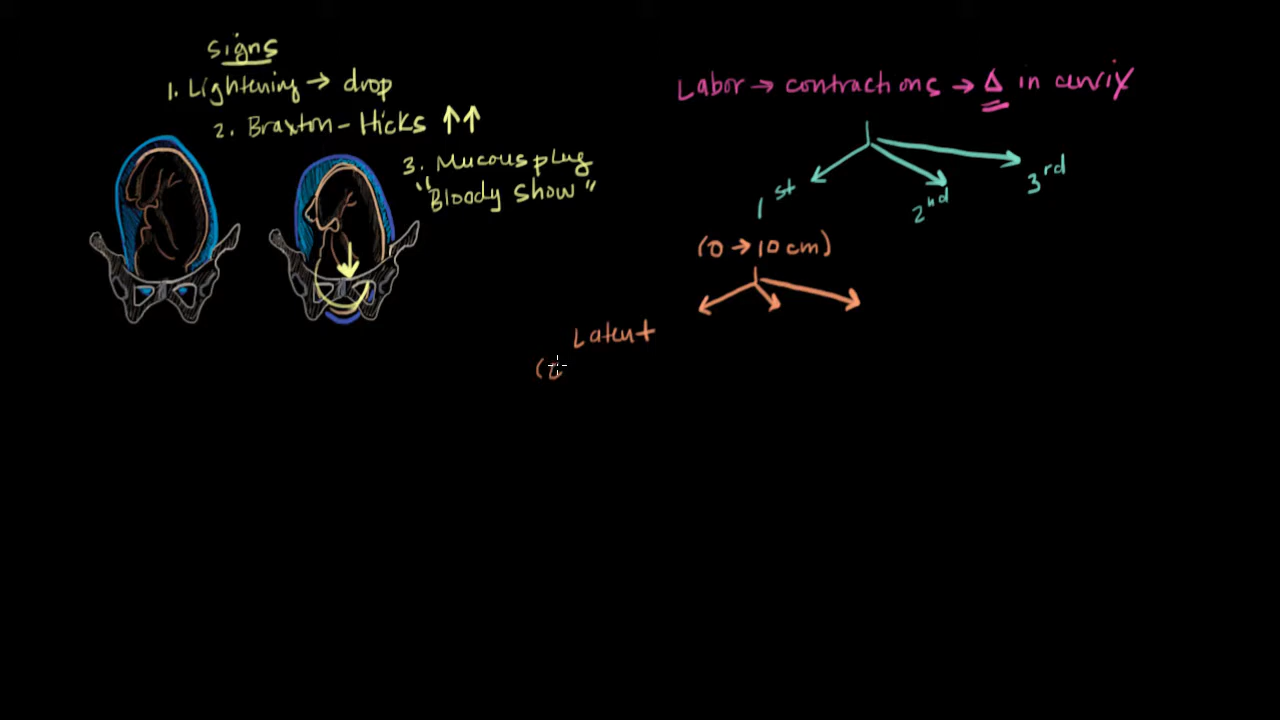 Signs
1. Lightening → drop
2. Braxton-Hicks ↑↑
3. Mucous plug
"Bloody show"
Labor → contractions → Δ in cervix
1st
2nd
3rd
(0 → 10 cm)
Latent
(0